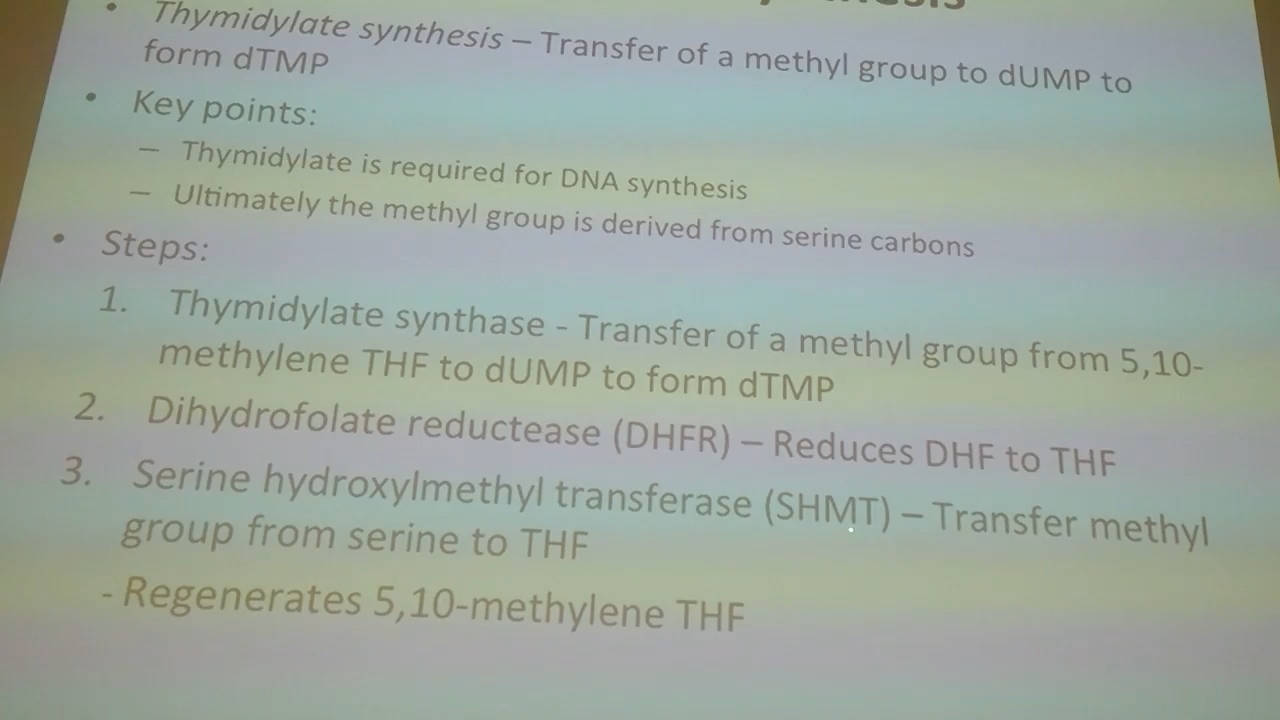 • Thymidylate synthesis – Transfer of a methyl group to dUMP to
form dTMP
• Key points:
– Thymidylate is required for DNA synthesis
– Ultimately the methyl group is derived from serine carbons
• Steps:
1. Thymidylate synthase - Transfer of a methyl group from 5,10-
methylene THF to dUMP to form dTMP
2. Dihydrofolate reductease (DHFR) – Reduces DHF to THF
3. Serine hydroxylmethyl transferase (SHMT) – Transfer methyl
group from serine to THF
- Regenerates 5,10-methylene THF